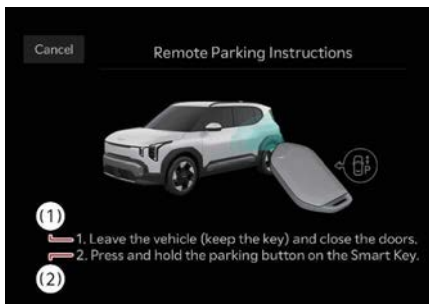 Cancel
Remote Parking Instructions
P
(1)
1. Leave the vehicle (keep the key) and close the doors.
2. Press and hold the parking button on the Smart Key.
(2)